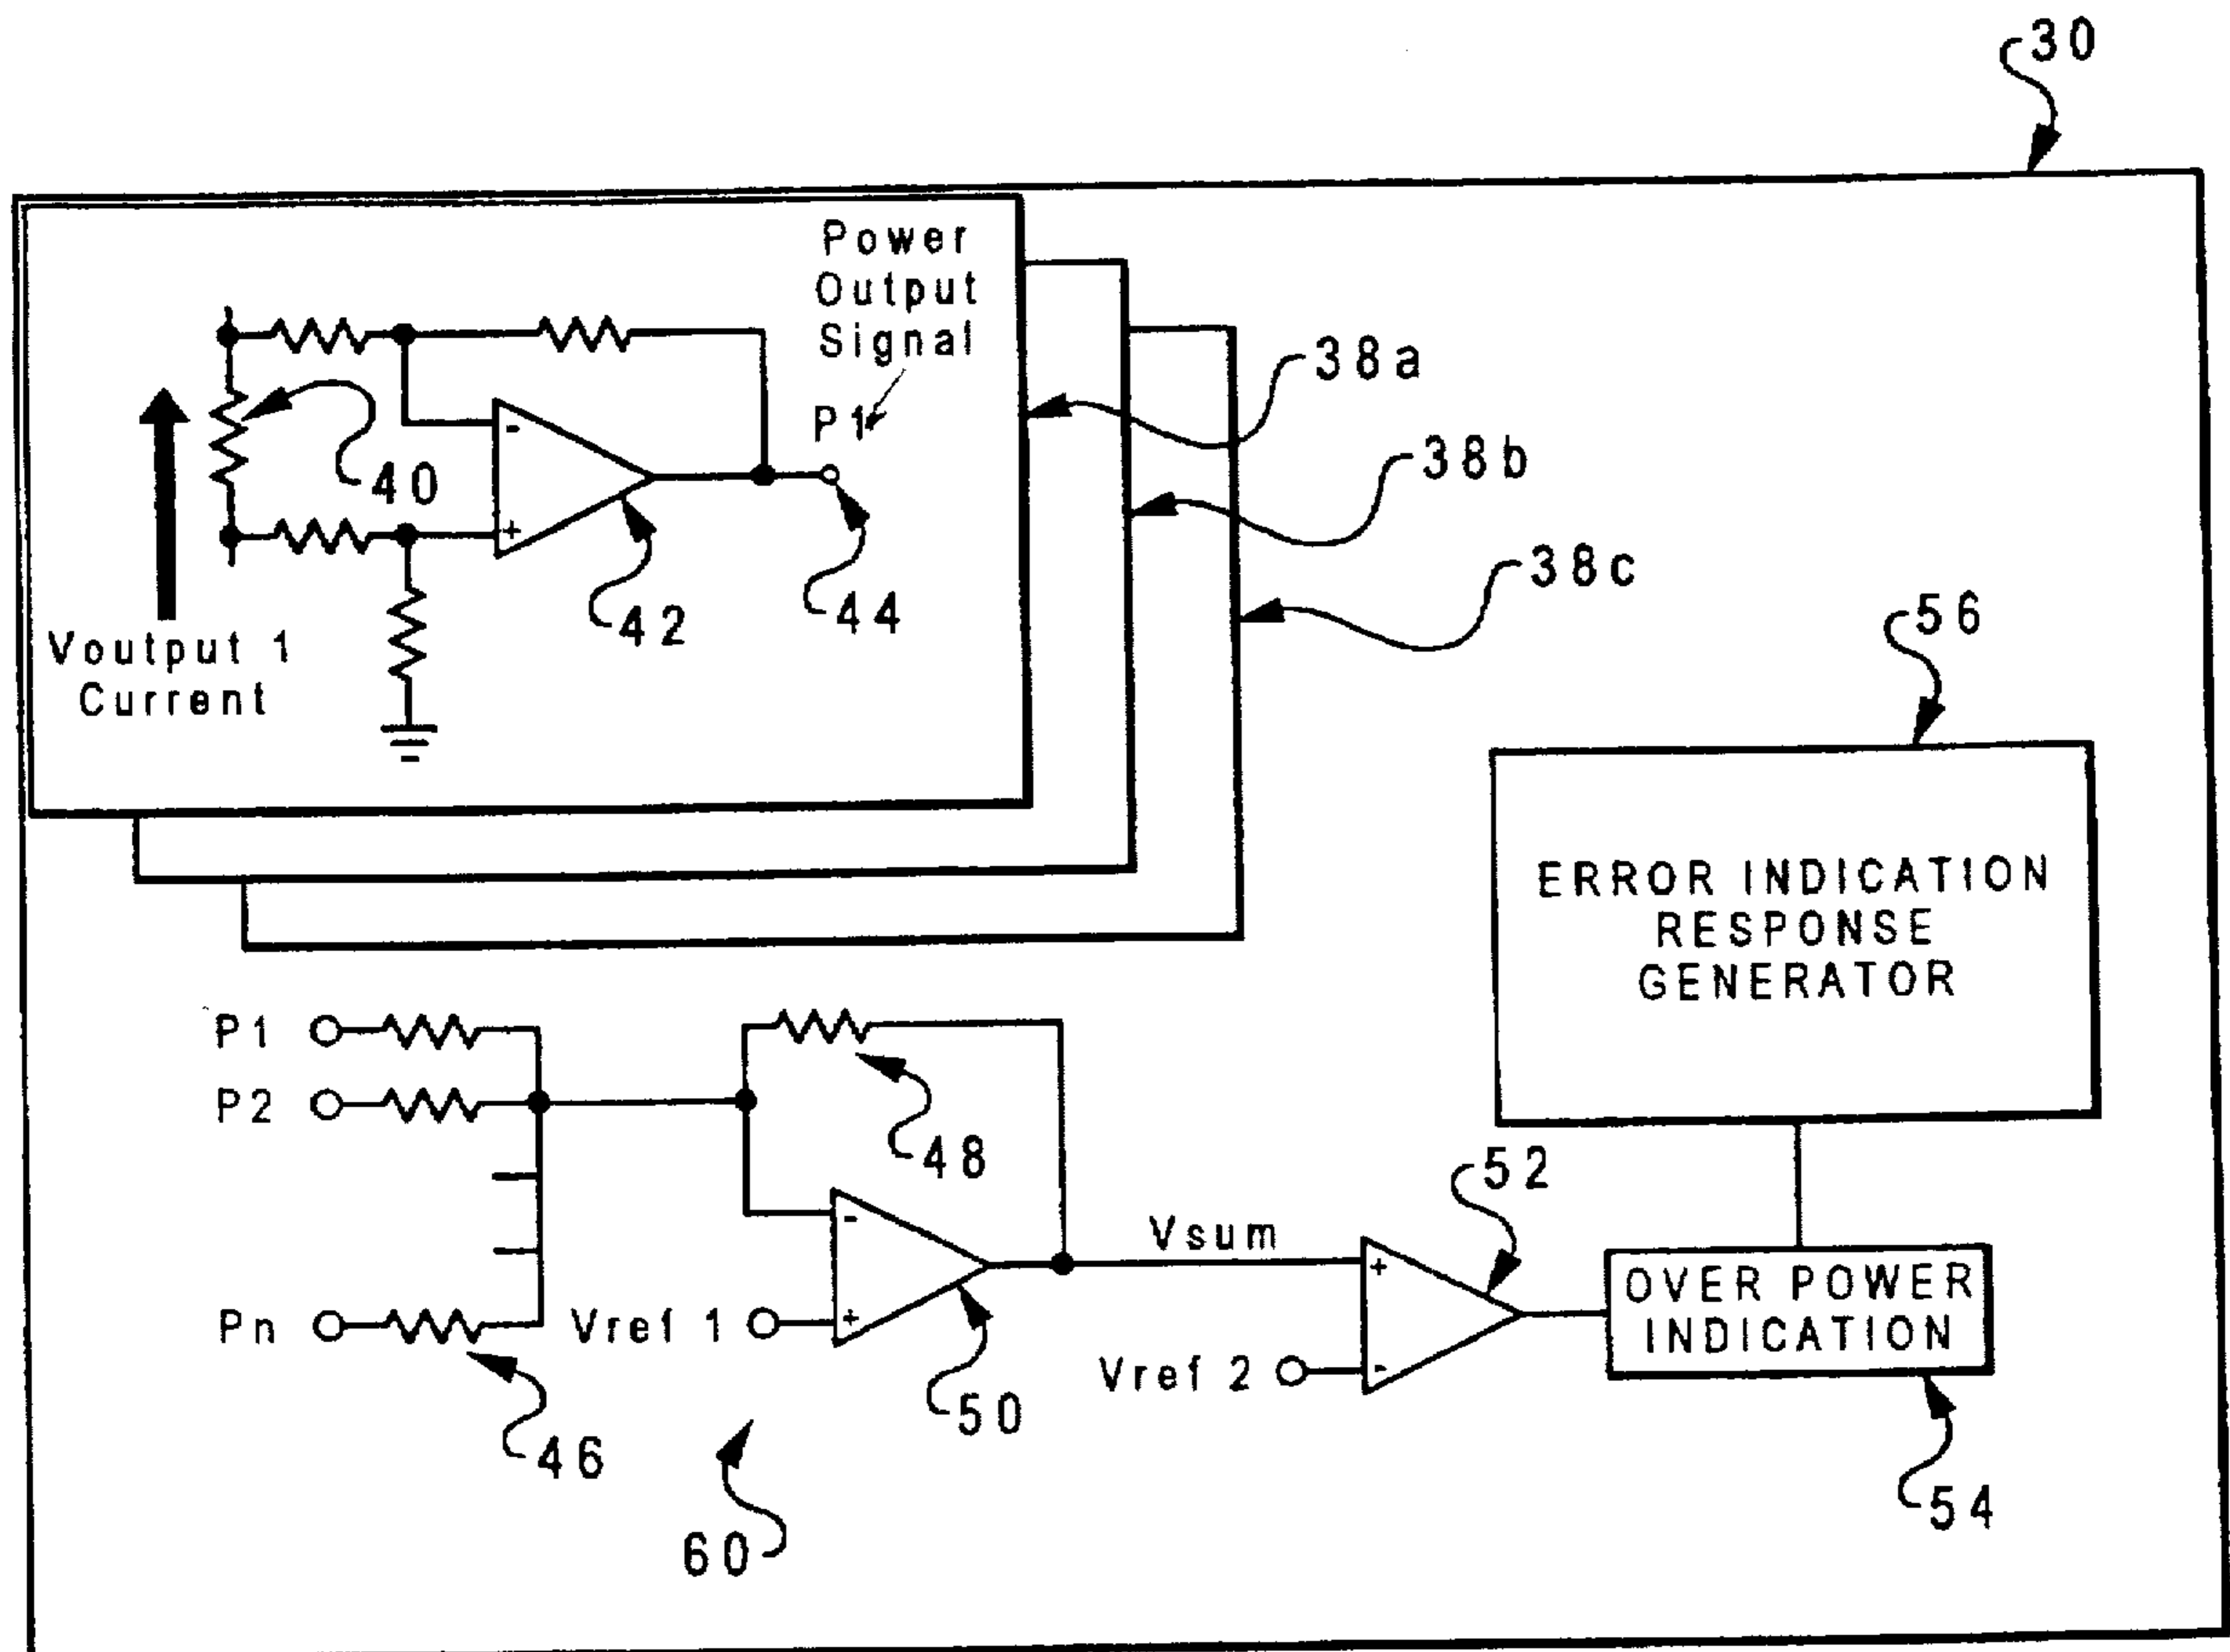 30
Power
Output
Signal
P1
38a
38b
38c
40
42
44
-
+
Voutput 1
Current
56
ERROR INDICATION
RESPONSE
GENERATOR
P1
P2
Pn
46
48
-
+
Vref 1
50
Vsum
52
+
-
Vref 2
OVER POWER
INDICATION
54
60